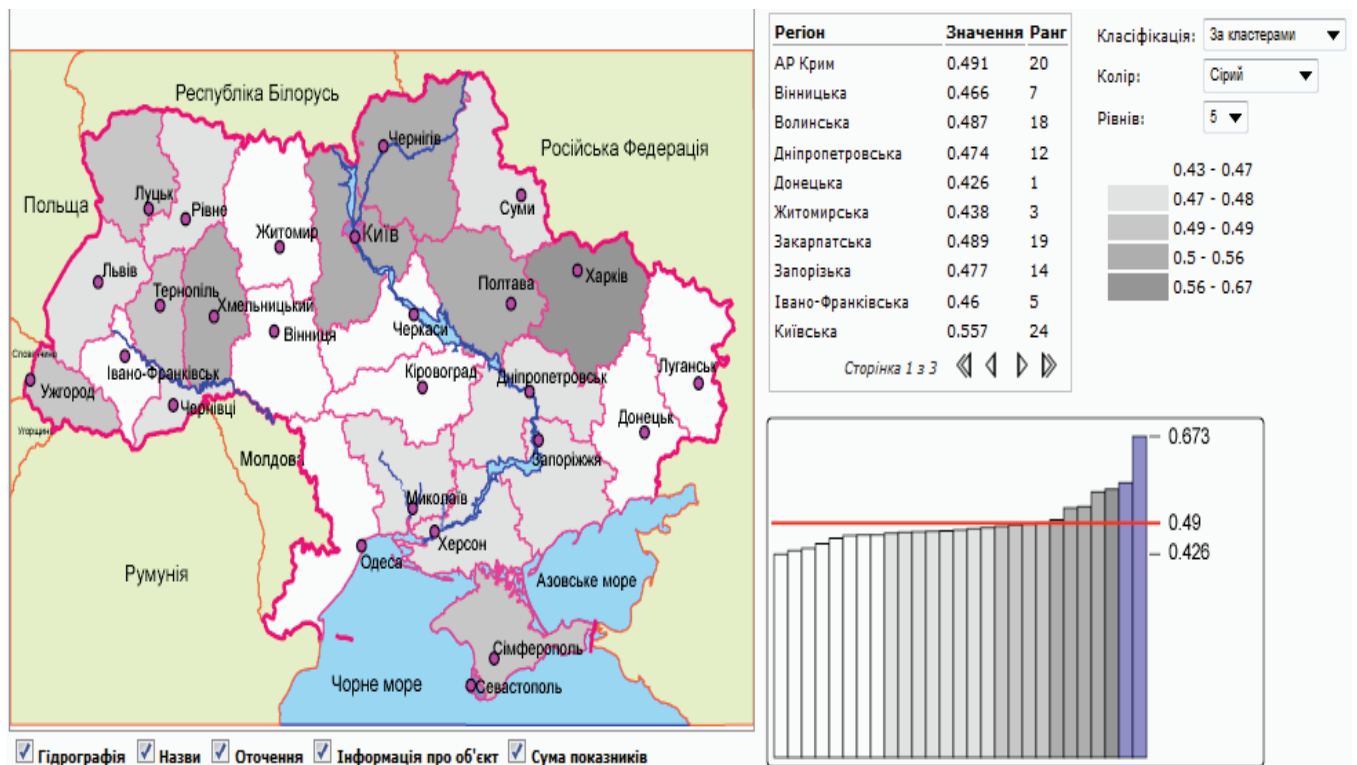 Республіка Білорусь
Російська Федерація
Польща
Чернігів
Луцьк
Рівне
Суми
Житомир
Київ
Львів
Харків
Тернопіль
Полтава
Хмельницький
Черкаси
Вінниця
Івано-Франківськ
Кіровоград
Дніпропетровськ
Луганськ
Ужгород
Чернівці
Донецьк
Молдова
Запоріжжя
Миколаїв
Херсон
Одеса
Румунія
Азовське море
Сімферополь
Чорне море
Севастополь
Гідрографія Назви Оточення Інформація про об'єкт Сума показників
Регіон Значення Ранг
АР Крим 0.491 20
Вінницька 0.466 7
Волинська 0.487 18
Дніпропетровська 0.474 12
Донецька 0.426 1
Житомирська 0.438 3
Закарпатська 0.489 19
Запорізька 0.477 14
Івано-Франківська 0.46 5
Київська 0.557 24
Сторінка 1 з 3
Класіфікація: За кластерами
Колір: Сірий
Рівнів: 5
0.43 - 0.47
0.47 - 0.48
0.49 - 0.49
0.5 - 0.56
0.56 - 0.67
0.673
0.49
0.426